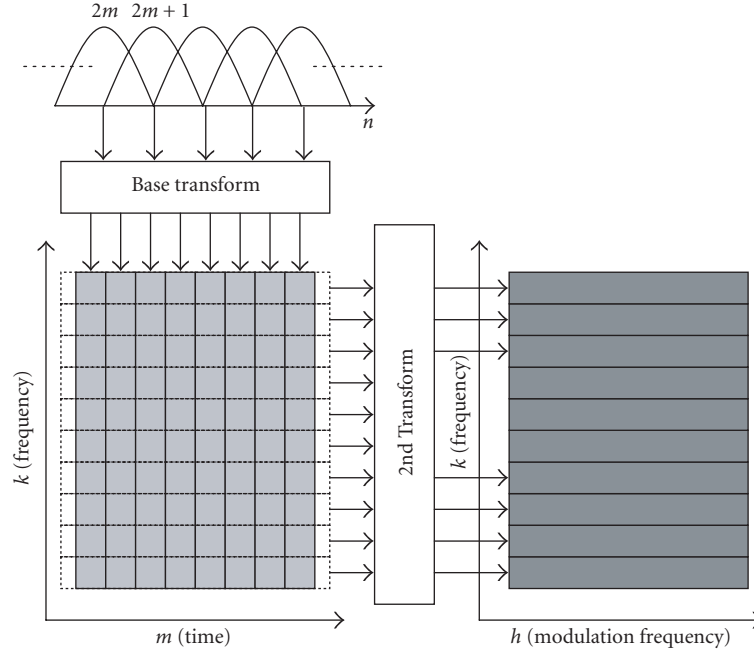 2m 2m + 1
n
Base transform
k (frequency)
m (time)
2nd Transform
k (frequency)
h (modulation frequency)